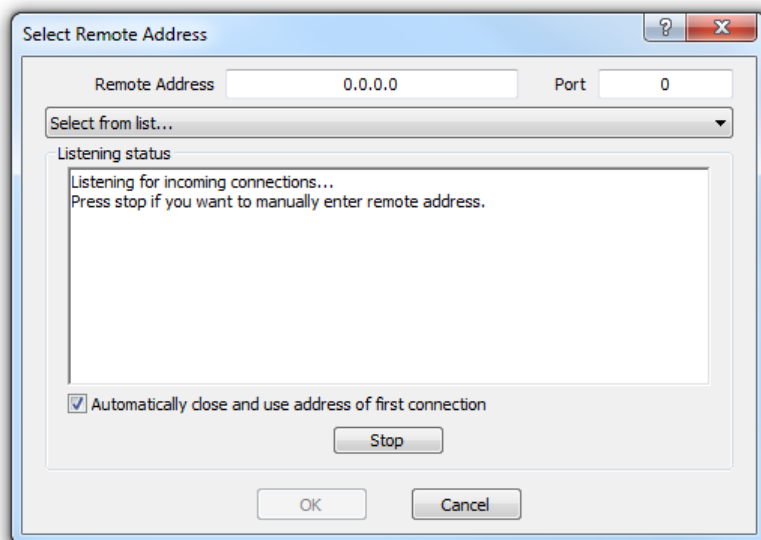 Select Remote Address
Remote Address 0.0.0.0 Port 0
Select from list...
Listening status
Listening for incoming connections...
Press stop if you want to manually enter remote address.
Automatically close and use address of first connection
Stop
OK Cancel